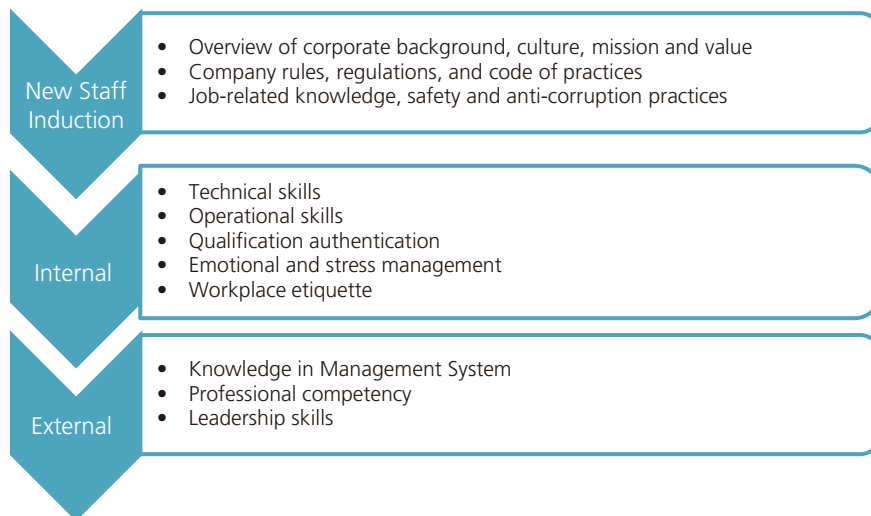 New Staff
Induction
• Overview of corporate background, culture, mission and value
• Company rules, regulations, and code of practices
• Job-related knowledge, safety and anti-corruption practices
Internal
• Technical skills
• Operational skills
• Qualification authentication
• Emotional and stress management
• Workplace etiquette
External
• Knowledge in Management System
• Professional competency
• Leadership skills